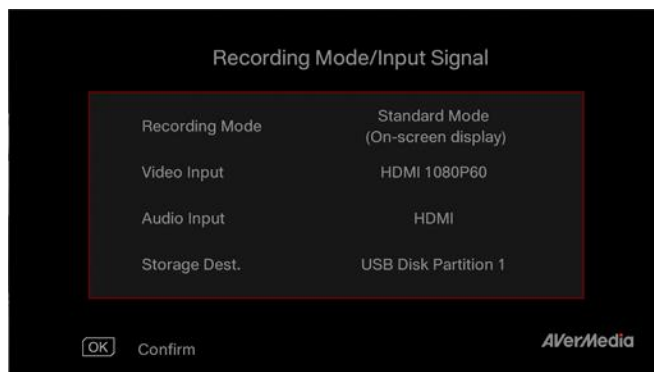 Recording Mode/Input Signal
Recording Mode Standard Mode
(On-screen display)
Video Input HDMI 1080P60
Audio Input HDMI
Storage Dest. USB Disk Partition 1
OK Confirm
AVerMedia